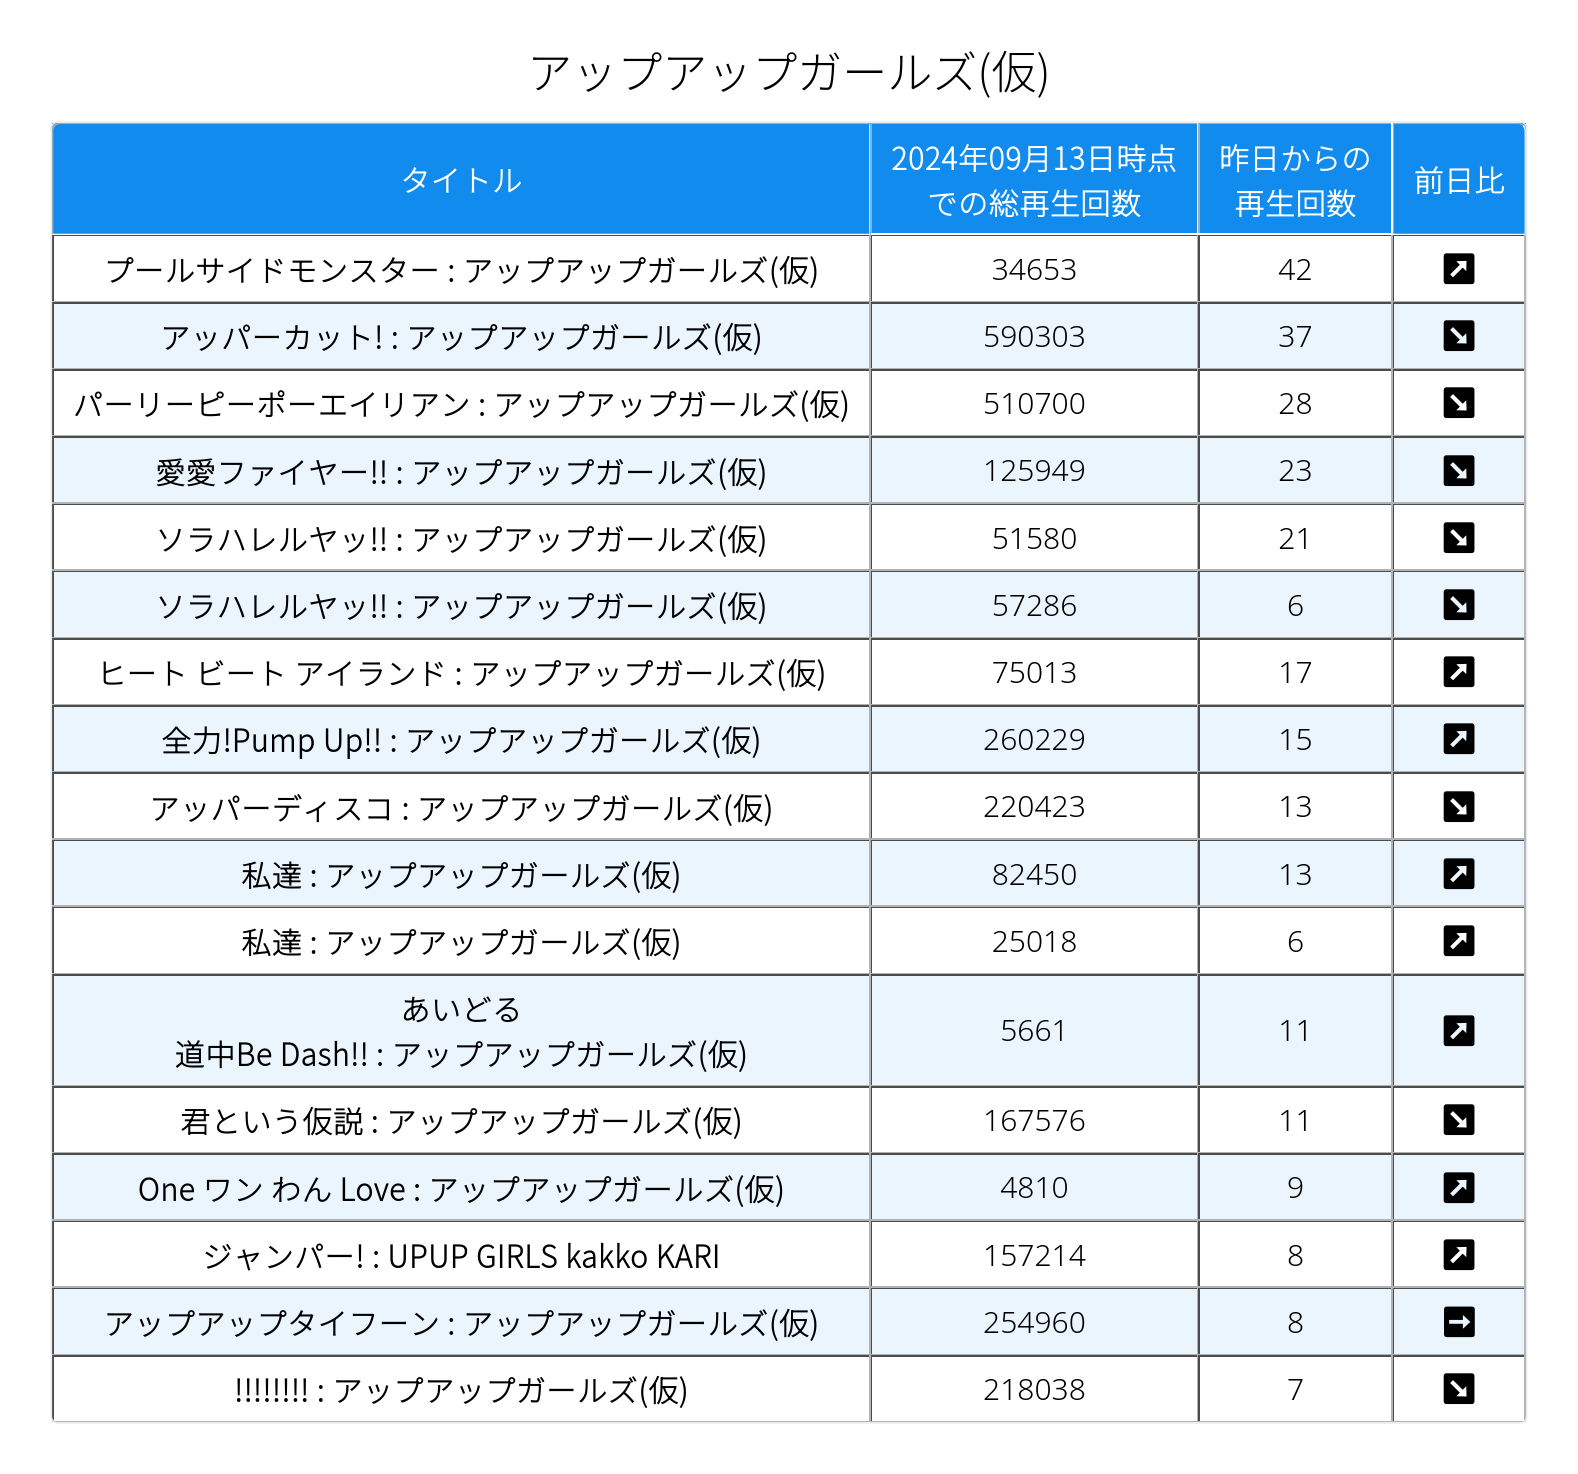 アップアップガールズ(仮)
タイトル
2024年09月13日時点
での総再生回数
昨日からの
再生回数
前日比
プールサイドモンスター : アップアップガールズ(仮) 34653 42 ↗
アッパーカット! : アップアップガールズ(仮) 590303 37 ↘
パーリーピーポーエイリアン : アップアップガールズ(仮) 510700 28 ↘
愛愛ファイヤー!! : アップアップガールズ(仮) 125949 23 ↘
ソラハレルヤッ!! : アップアップガールズ(仮) 51580 21 ↘
ソラハレルヤッ!! : アップアップガールズ(仮) 57286 6 ↘
ヒート ビート アイランド : アップアップガールズ(仮) 75013 17 ↗
全力!Pump Up!! : アップアップガールズ(仮) 260229 15 ↗
アッパーディスコ : アップアップガールズ(仮) 220423 13 ↘
私達 : アップアップガールズ(仮) 82450 13 ↗
私達 : アップアップガールズ(仮) 25018 6 ↗
あいどる
道中Be Dash!! : アップアップガールズ(仮) 5661 11 ↗
君という仮説 : アップアップガールズ(仮) 167576 11 ↘
One ワン わん Love : アップアップガールズ(仮) 4810 9 ↗
ジャンパー! : UPUP GIRLS kakko KARI 157214 8 ↗
アップアップタイフーン : アップアップガールズ(仮) 254960 8 →
!!!!!!!! : アップアップガールズ(仮) 218038 7 ↘